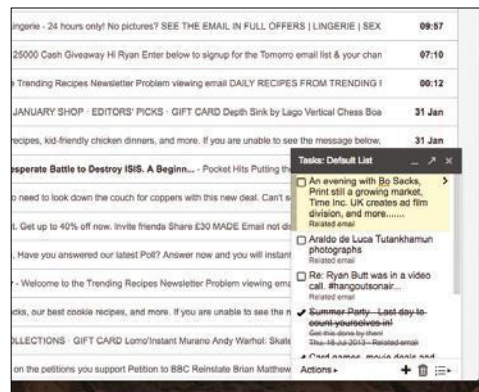 ingerie - 24 hours only! No pictures? SEE THE EMAIL IN FULL OFFERS | LINGERIE | SEX 09:57
25000 Cash Giveaway Hi Ryan Enter below to signup for the Tomorro email list & your chan 07:10
Trending Recipes Newsletter Problem viewing email DAILY RECIPES FROM TRENDING 00:12
JANUARY SHOP · EDITORS' PICKS · GIFT CARD Depth Sink by Lago Vertical Chess Boa 31 Jan
recipes, kid-friendly chicken dinners, and more. If you are unable to see the message below, 31 Jan
esperate Battle to Destroy ISIS. A Beginn... - Pocket Hits Putting the
o need to look down the couch for coppers with this new deal. Can't s
t. Get up to 40% off now. Invite friends Share £30 MADE Email not dis
. Have you answered our latest Poll? Answer now and you will instant
- Welcome to the Trending Recipes Newsletter Problem viewing ema
cks, our best cookie recipes, and more. If you are unable to see the
OLLECTIONS · GIFT CARD Lomo'Instant Murano Andy Warhol: Skate
on the petitions you support Petition to BBC Reinstate Brian Matthew
Tasks: Default List
An evening with Bo Sacks,
Print still a growing market,
Time Inc. UK creates ad film
division, and more.......
Related email
Araldo de Luca Tutankhamun
photographs
Related email
Re: Ryan Butt was in a video
call. #hangoutsonair...
Related email
Summer Party - Last day to
count yourselves in!
Get this done by them!
Thu, 18 Jul 2013 - Related email
Card games, movie deals and
Actions